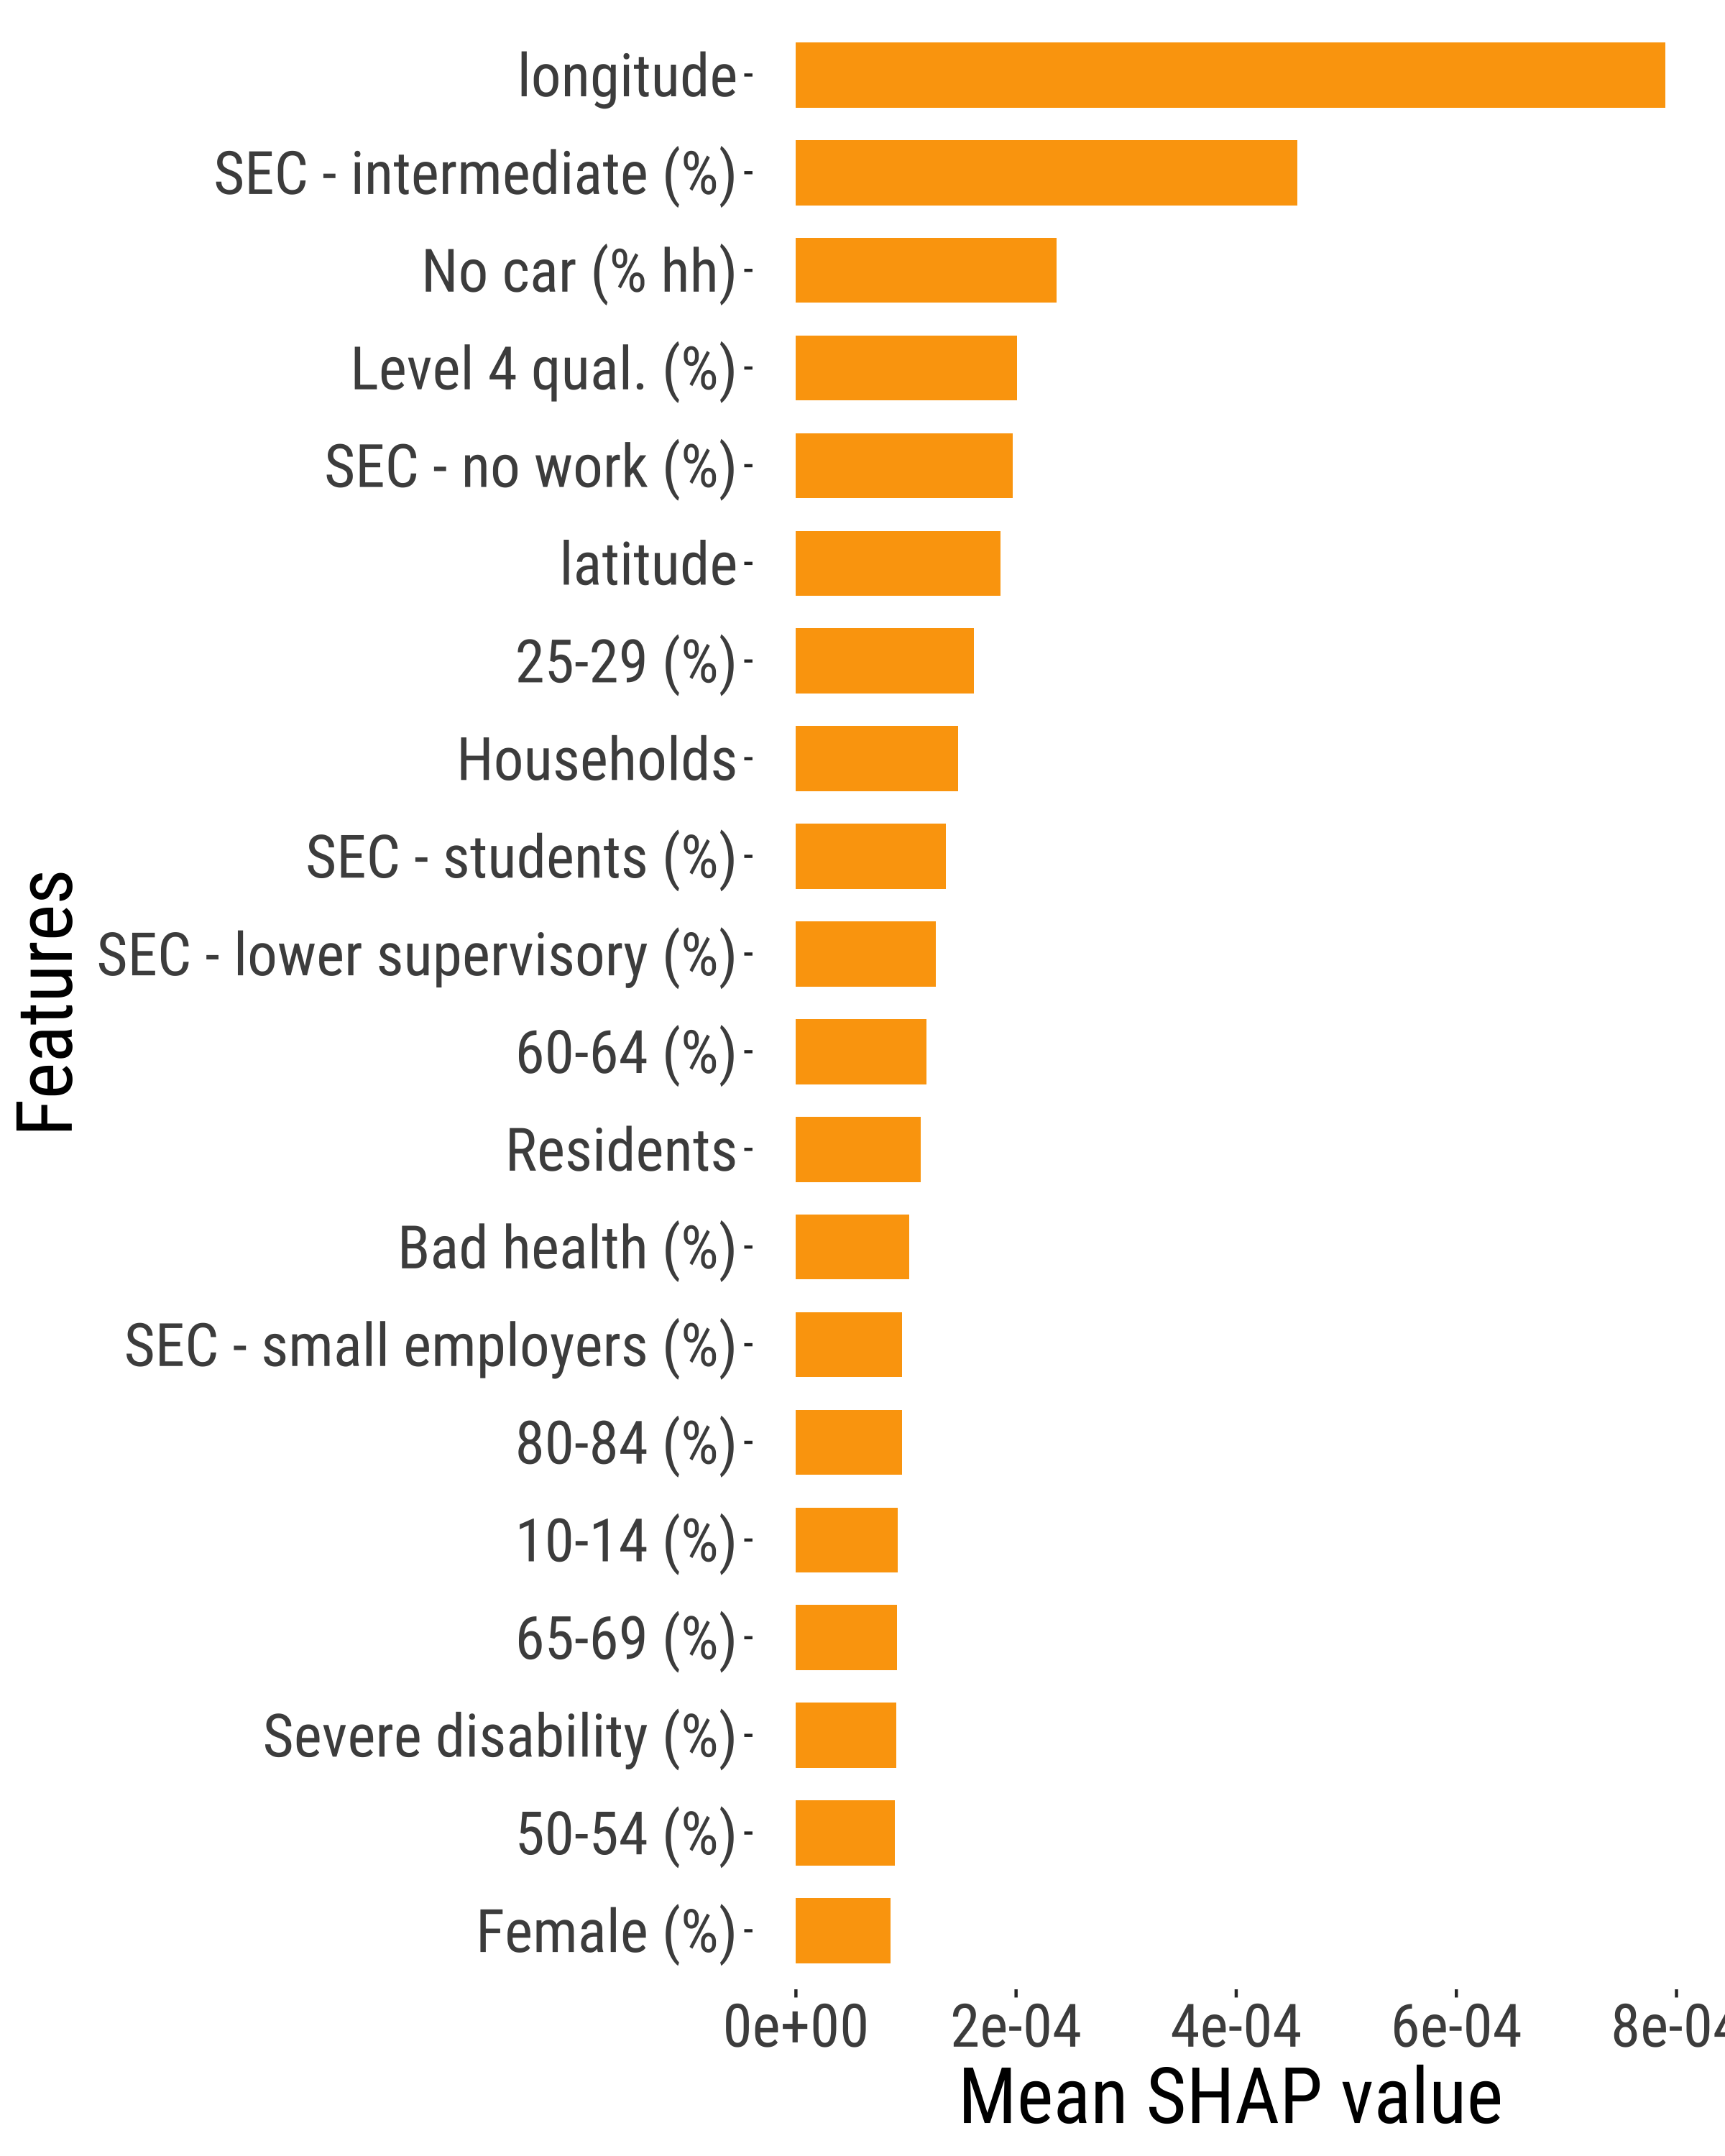 longitude
SEC - intermediate (%)
No car (% hh)
Level 4 qual. (%)
SEC - no work (%)
latitude
25-29 (%)
Households
SEC - students (%)
SEC - lower supervisory (%)
60-64 (%)
Residents
Bad health (%)
SEC - small employers (%)
80-84 (%)
10-14 (%)
65-69 (%)
Severe disability (%)
50-54 (%)
Female (%)
Features
0e+00 2e-04 4e-04 6e-04 8e-04
Mean SHAP value